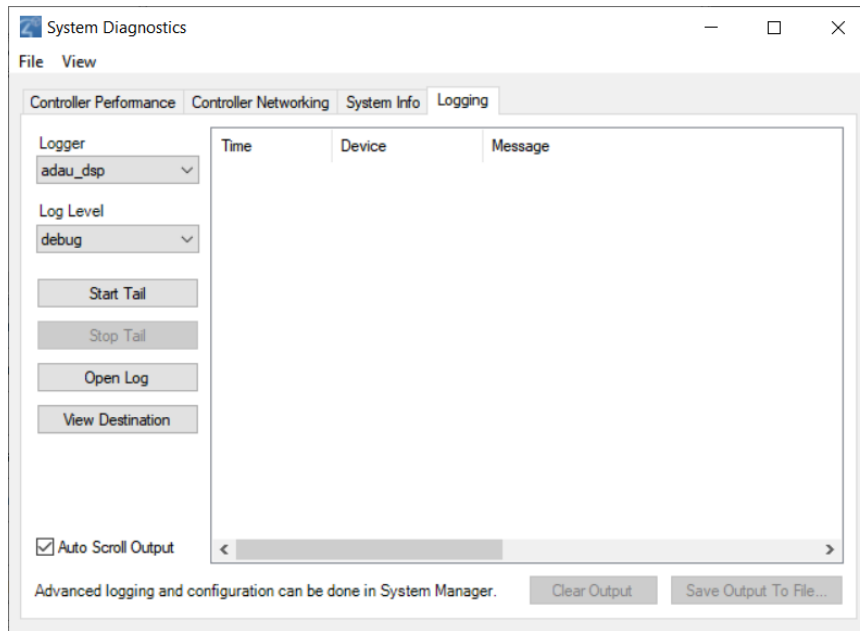 System Diagnostics
File View
Controller Performance Controller Networking System Info Logging
Logger
adau_dsp
Log Level
debug
Start Tail
Stop Tail
Open Log
View Destination
Auto Scroll Output
Time Device Message
Advanced logging and configuration can be done in System Manager.
Clear Output Save Output To File...